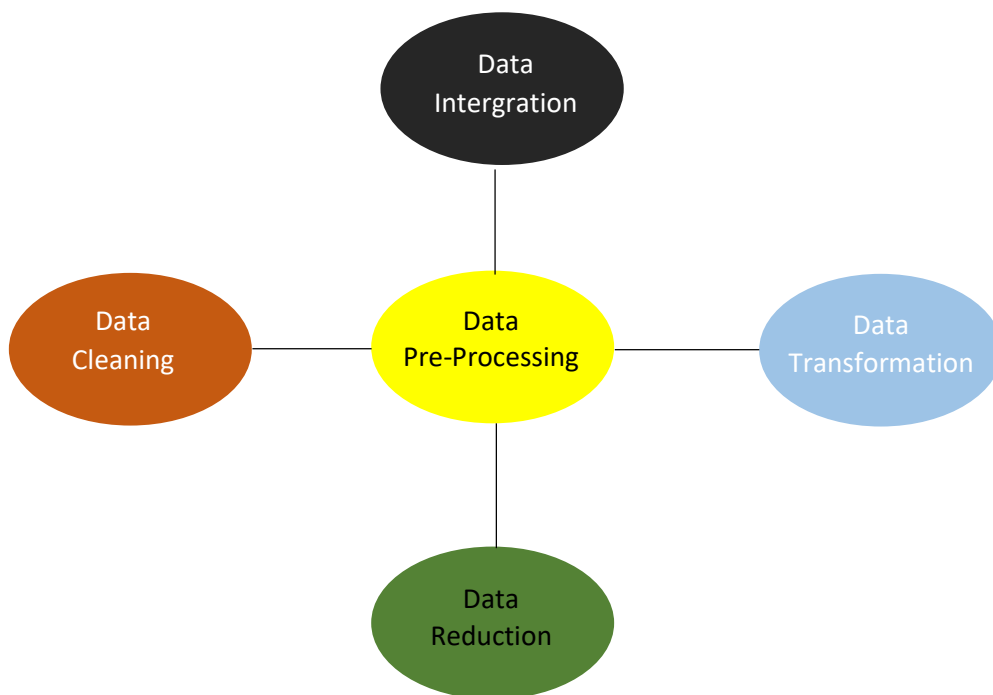 Data
Intergration
Data
Cleaning
Data
Pre-Processing
Data
Transformation
Data
Reduction